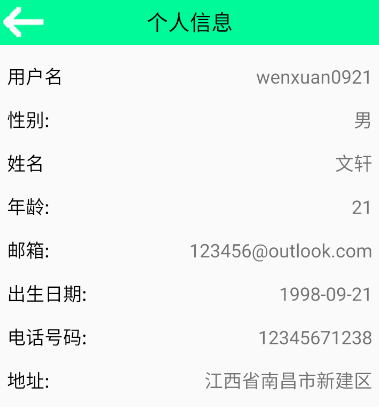 个人信息
用户名 wenxuan0921
性别: 男
姓名 文轩
年龄: 21
邮箱: 123456@outlook.com
出生日期: 1998-09-21
电话号码: 12345671238
地址: 江西省南昌市新建区